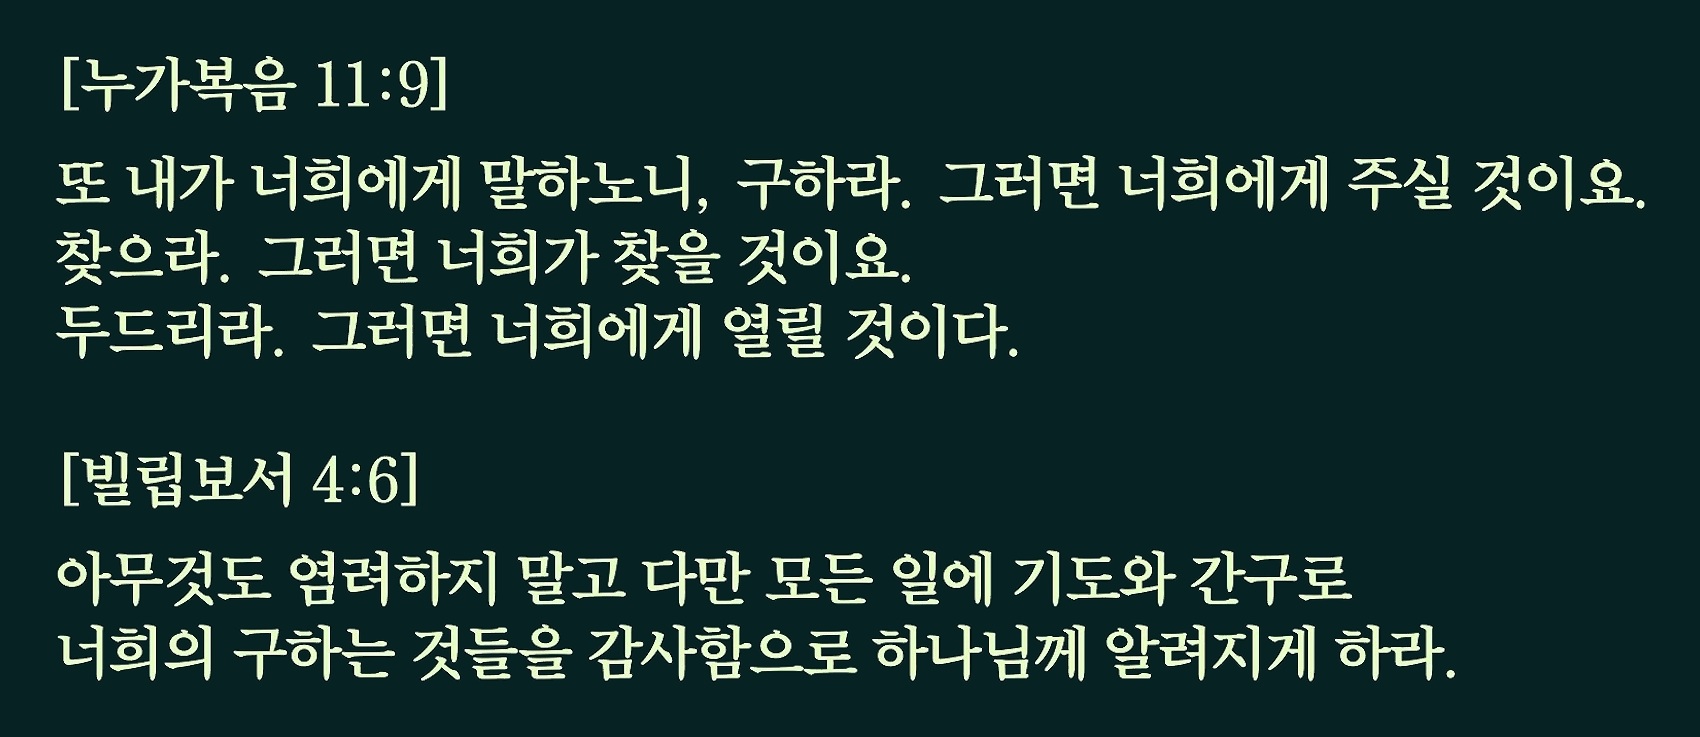 [누가복음 11:9]
또 내가 너희에게 말하노니, 구하라. 그러면 너희에게 주실 것이요.
찾으라. 그러면 너희가 찾을 것이요.
두드리라. 그러면 너희에게 열릴 것이다.
[빌립보서 4:6]
아무것도 염려하지 말고 다만 모든 일에 기도와 간구로
너희의 구하는 것들을 감사함으로 하나님께 알려지게 하라.